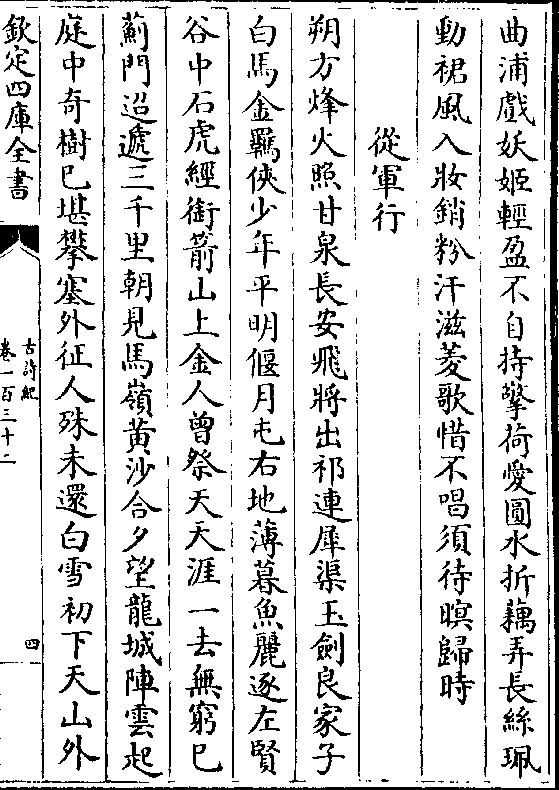 曲浦戲妖姬輕盈不自持擎荷愛圓水折藕弄長絲珮
動裙風入妝銷粉汗滋菱歌惜不唱須待暝歸時
從軍行
朔方烽火照甘泉長安飛將出祁連犀渠玉劍良家子
白馬金羈俠少年平明偃月屯右地薄暮魚麗逐左賢
谷中石虎經銜箭山上金人曾祭天天涯一去無窮已
薊門迢遞三千里朝見馬嶺黃沙合夕望龍城陣雲起
庭中奇樹已堪攀塞外征人殊未還白雪初下天山外
欽定四庫全書
古詩紀
卷一百三十二
四